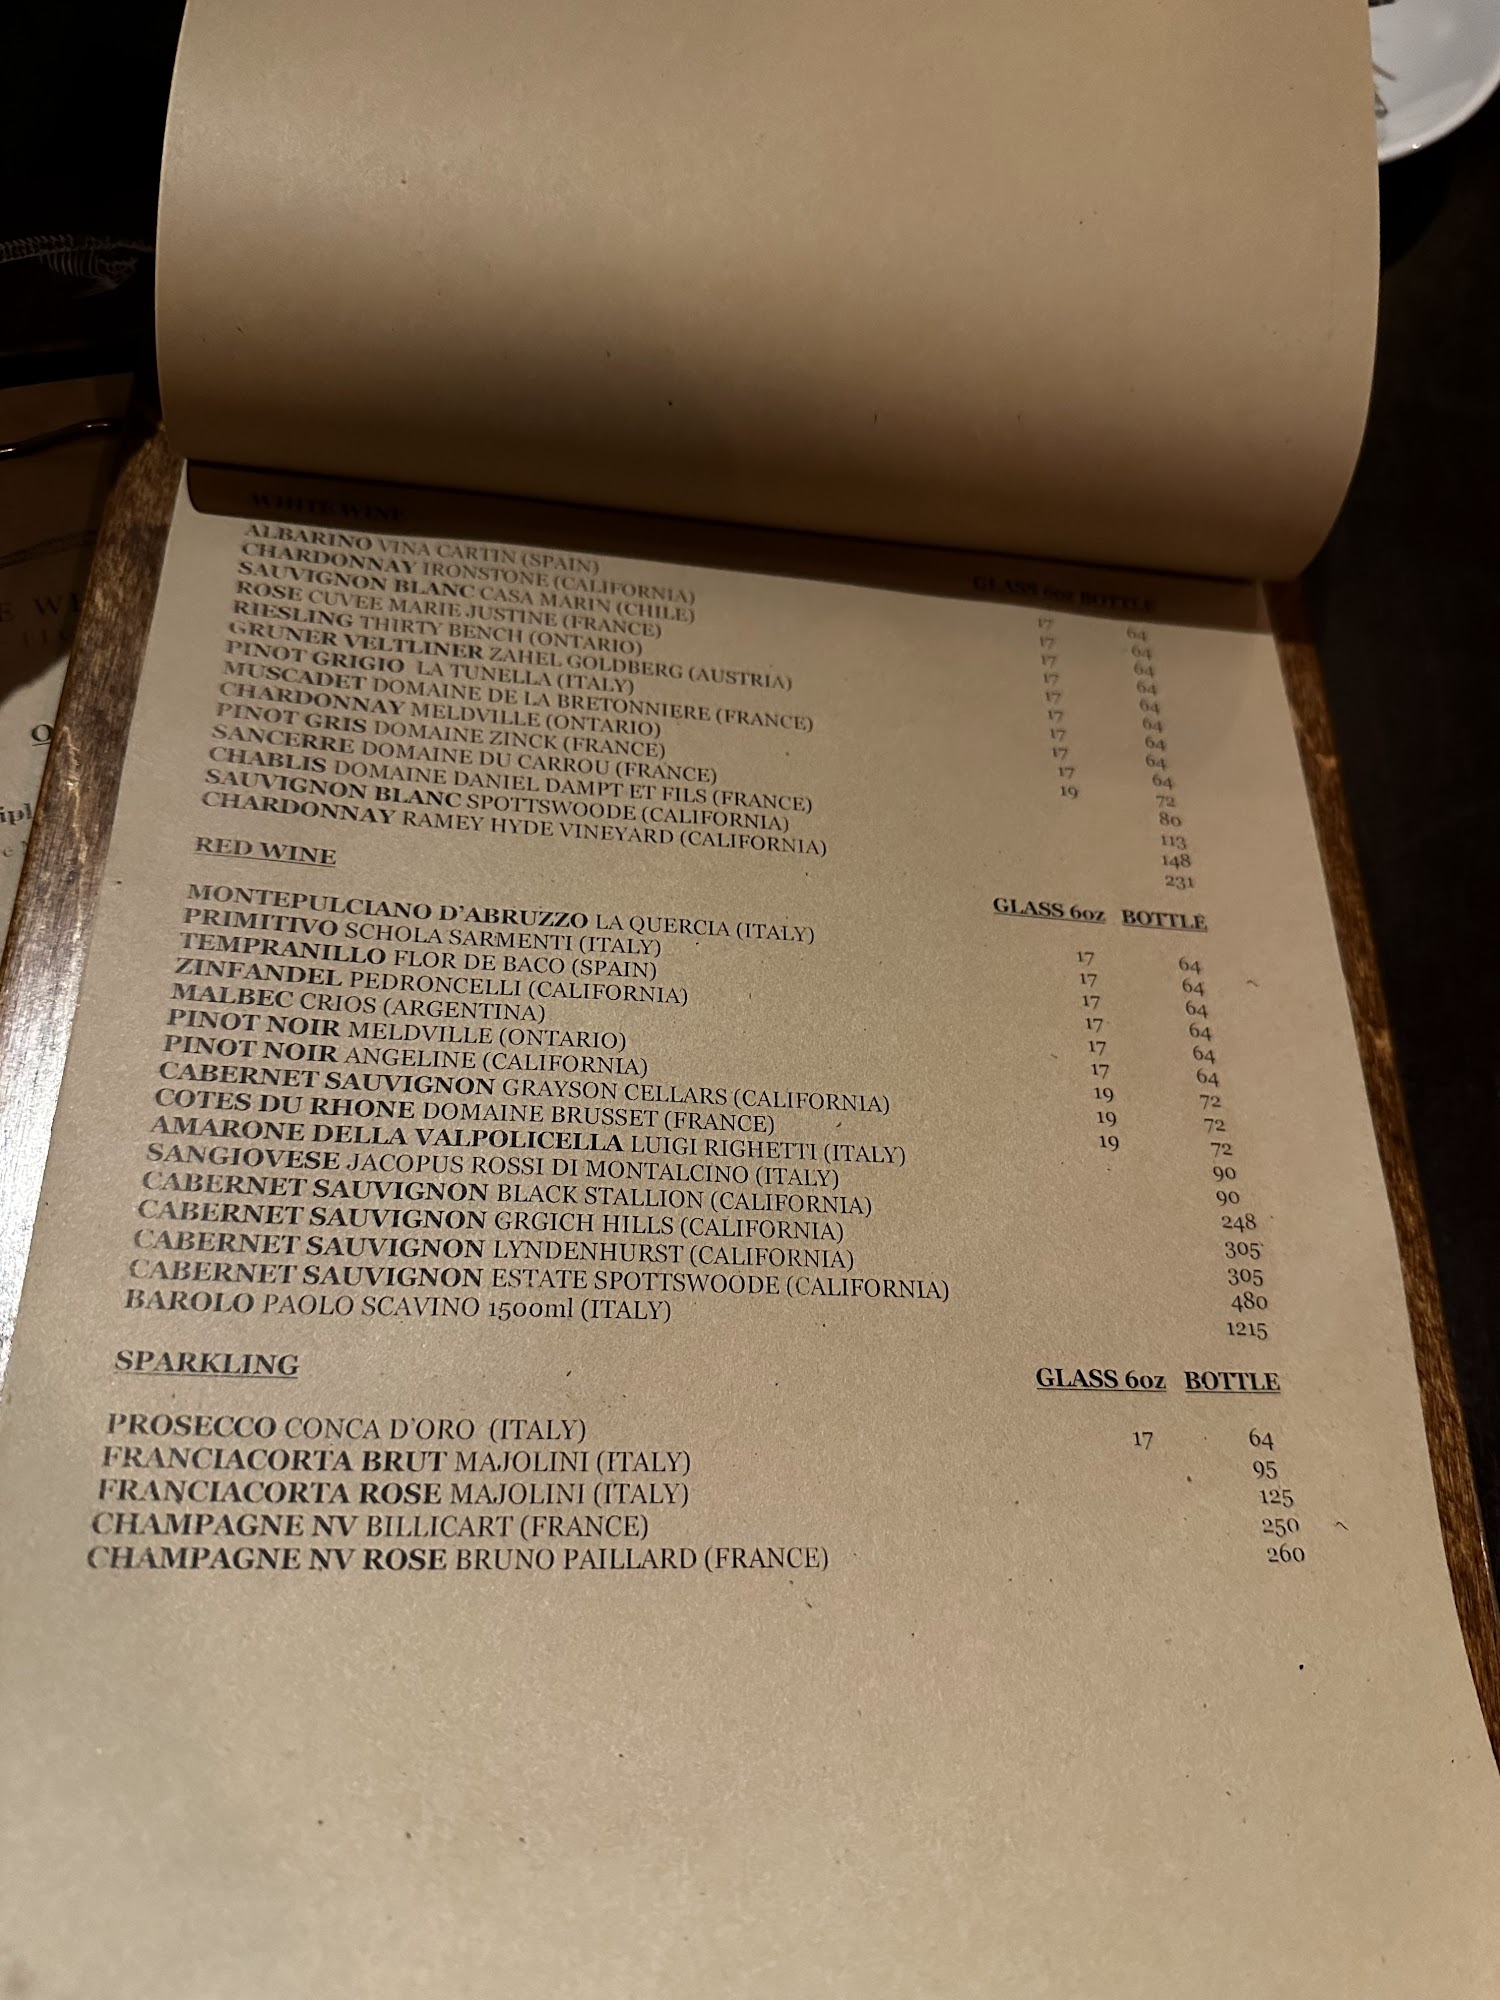 WHITE WINE GLASS 6oz BOTTLE
ALBARINO VINA CARTIN (SPAIN) 17 64
CHARDONNAY IRONSTONE (CALIFORNIA) 17 64
SAUVIGNON BLANC CASA MARIN (CHILE) 17 64
ROSE CUVEE MARIE JUSTINE (FRANCE) 17 64
RIESLING THIRTY BENCH (ONTARIO) 17 64
GRUNER VELTLINER ZAHEL GOLDBERG (AUSTRIA) 17 64
PINOT GRIGIO LA TUNELLA (ITALY) 17 64
MUSCADET DOMAINE DE LA BRETONNIERE (FRANCE) 17 64
CHARDONNAY MELDVILLE (ONTARIO) 17 64
PINOT GRIS DOMAINE ZINCK (FRANCE) 19 72
SANCERRE DOMAINE DU CARROU (FRANCE) 80
CHABLIS DOMAINE DANIEL DAMPT ET FILS (FRANCE) 113
SAUVIGNON BLANC SPOTTSWOODE (CALIFORNIA) 148
CHARDONNAY RAMEY HYDE VINEYARD (CALIFORNIA) 231
RED WINE GLASS 6oz BOTTLE
MONTEPULCIANO D'ABRUZZO LA QUERCIA (ITALY) 17 64
PRIMITIVO SCHOLA SARMENTI (ITALY) 17 64
TEMPRANILLO FLOR DE BACO (SPAIN) 17 64
ZINFANDEL PEDRONCELLI (CALIFORNIA) 17 64
MALBEC CRIOS (ARGENTINA) 17 64
PINOT NOIR MELDVILLE (ONTARIO) 17 64
PINOT NOIR ANGELINE (CALIFORNIA) 19 72
CABERNET SAUVIGNON GRAYSON CELLARS (CALIFORNIA) 19 72
COTES DU RHONE DOMAINE BRUSSET (FRANCE) 19 72
AMARONE DELLA VALPOLICELLA LUIGI RIGHETTI (ITALY) 90
SANGIOVESE JACOPUS ROSSI DI MONTALCINO (ITALY) 90
CABERNET SAUVIGNON BLACK STALLION (CALIFORNIA) 248
CABERNET SAUVIGNON GRGICH HILLS (CALIFORNIA) 305
CABERNET SAUVIGNON LYNDENHURST (CALIFORNIA) 305
CABERNET SAUVIGNON ESTATE SPOTTSWOODE (CALIFORNIA) 480
BAROLO PAOLO SCAVINO 1500ml (ITALY) 1215
SPARKLING GLASS 6oz BOTTLE
PROSECCO CONCA D'ORO (ITALY) 17 64
FRANCIACORTA BRUT MAJOLINI (ITALY) 95
FRANCIACORTA ROSE MAJOLINI (ITALY) 125
CHAMPAGNE NV BILLICART (FRANCE) 250
CHAMPAGNE NV ROSE BRUNO PAILLARD (FRANCE) 260